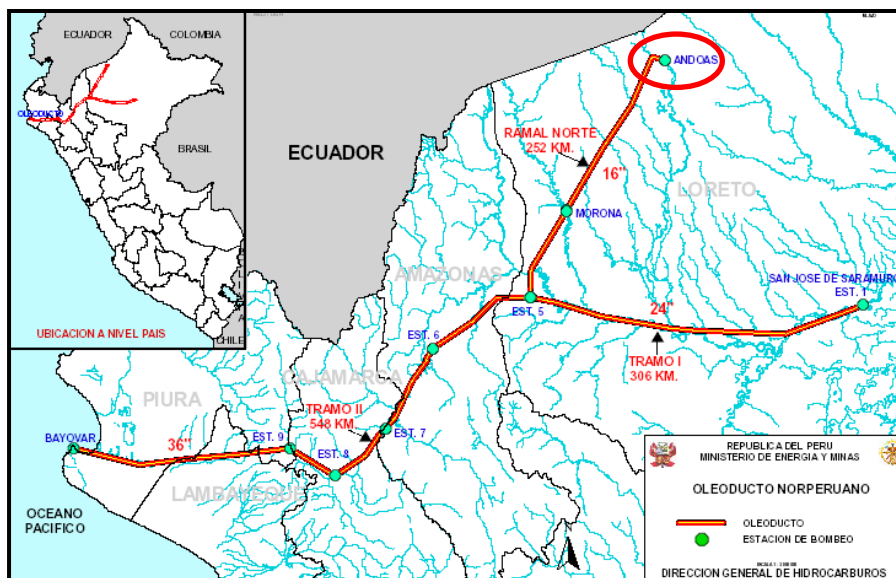 ECUADOR
COLOMBIA
OLEODUCTO
BRASIL
CHILE
UBICACION A NIVEL PAIS
ECUADOR
ANDOAS
RAMAL NORTE
252 KM.
16"
LORETO
MORONA
AMAZONAS
SAN JOSE DE SARAMURO
EST. 1
EST. 5
24"
TRAMO I
306 KM.
EST. 6
CAJAMARCA
PIURA
TRAMO II
548 KM.
EST. 7
BAYOVAR
36"
EST. 9
EST. 8
LAMBAYEQUE
OCEANO
PACIFICO
REPUBLICA DEL PERU
MINISTERIO DE ENERGIA Y MINAS
OLEODUCTO NORPERUANO
OLEODUCTO
ESTACION DE BOMBEO
DIRECCION GENERAL DE HIDROCARBUROS